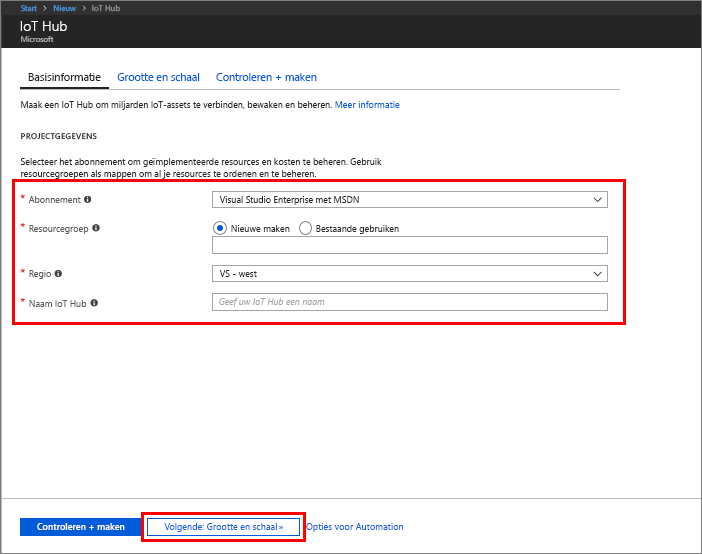 Start > Nieuw > IoT Hub
IoT Hub
Microsoft
Basisinformatie Grootte en schaal Controleren + maken
Maak een IoT Hub om miljarden IoT-assets te verbinden, bewaken en beheren. Meer informatie
PROJECTGEGEVENS
Selecteer het abonnement om geïmplementeerde resources en kosten te beheren. Gebruik
resourcegroepen als mappen om al je resources te ordenen en te beheren.
* Abonnement Visual Studio Enterprise met MSDN
* Resourcegroep Nieuwe maken Bestaande gebruiken
* Regio VS - west
* Naam IoT Hub Geef uw IoT Hub een naam
Controleren + maken Volgende: Grootte en schaal » Opties voor Automation